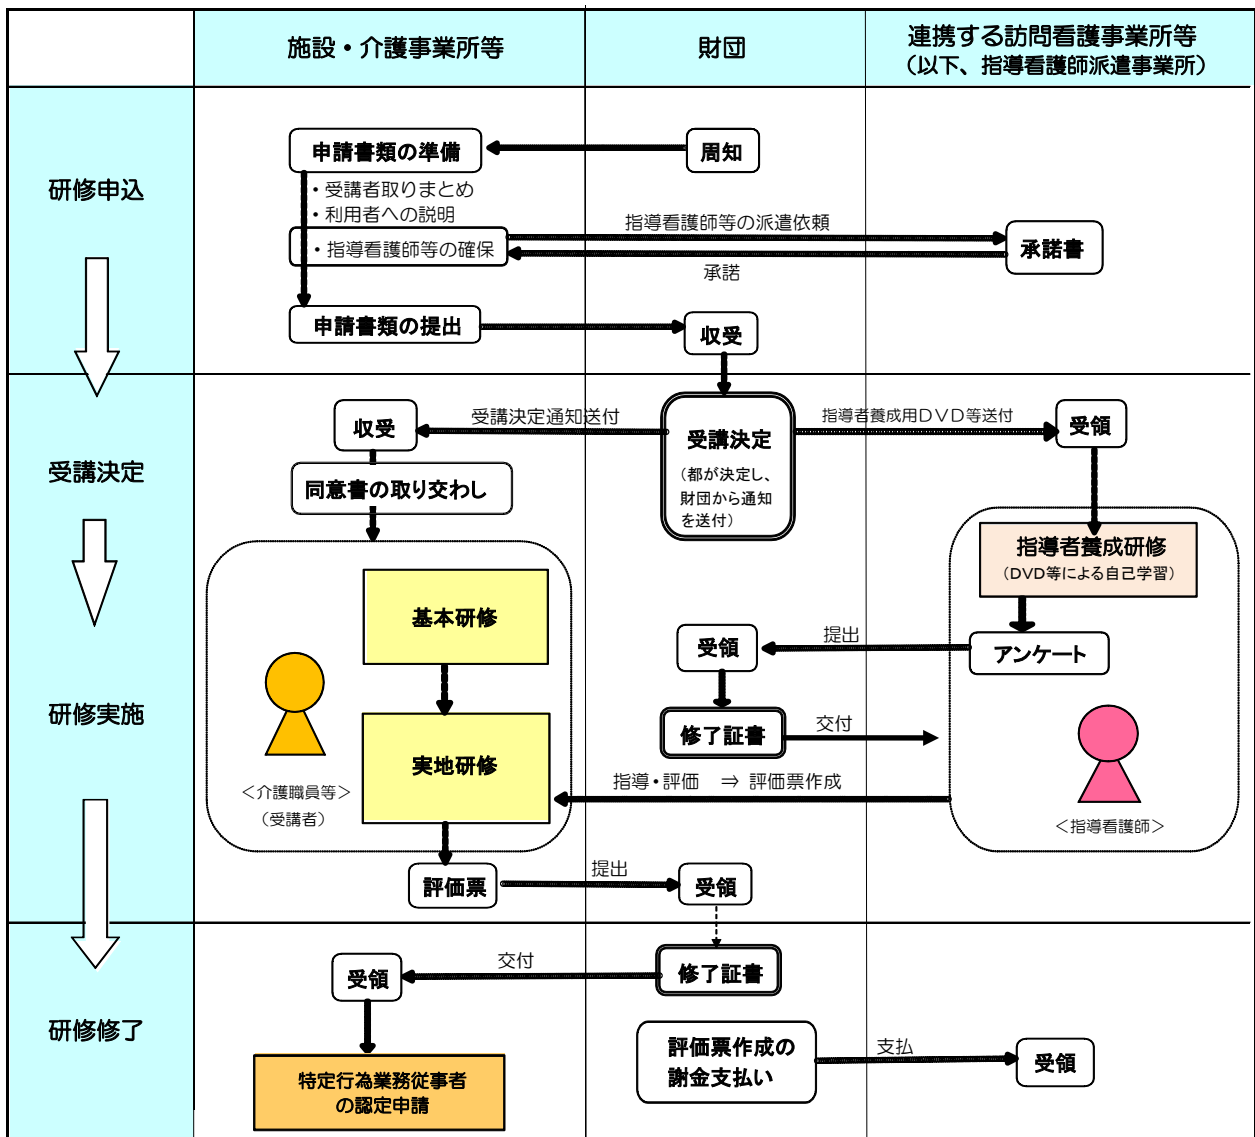 施設・介護事業所等
財団
連携する訪問看護事業所等
（以下、指導看護師派遣事業所）
研修申込
申請書類の準備
周知
・受講者取りまとめ
・利用者への説明
・指導看護師等の確保
指導看護師等の派遣依頼
承諾
承諾書
申請書類の提出
収受
受講決定
収受
受講決定通知送付
受講決定
（都が決定し、
財団から通知
を送付）
指導者養成用DVD等送付
受領
同意書の取り交わし
指導者養成研修
（DVD等による自己学習）
研修実施
基本研修
受領
提出
アンケート
実地研修
修了証書
交付
＜介護職員等＞
（受講者）
指導・評価　⇒ 評価票作成
＜指導看護師＞
評価票
提出
受領
研修修了
受領
交付
修了証書
特定行為業務従事者
の認定申請
評価票作成の
謝金支払い
支払
受領